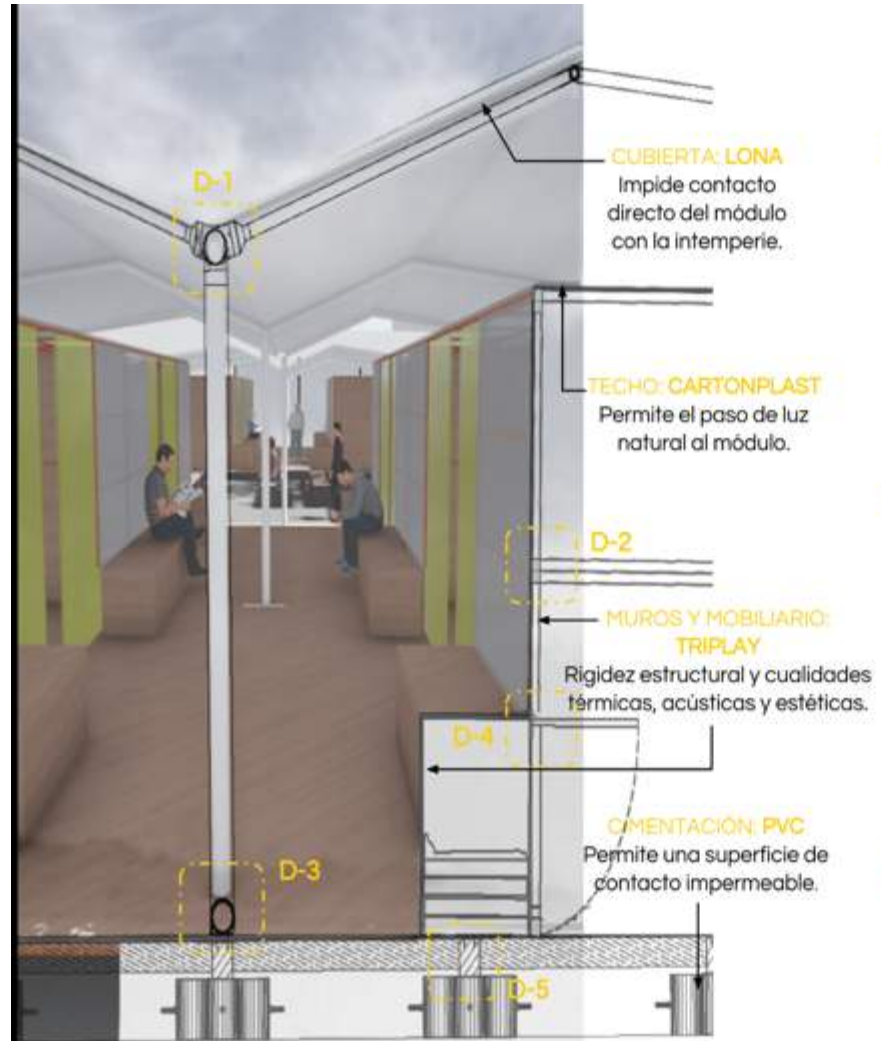 D-1
CUBIERTA: LONA
Impide contacto
directo del módulo
con la intemperie.
TECHO: CARTONPLAST
Permite el paso de luz
natural al módulo.
D-2
MUROS Y MOBILIARIO:
TRIPLAY
Rigidez estructural y cualidades
térmicas, acústicas y estéticas.
D-4
CIMENTACIÓN: PVC
Permite una superficie de
contacto impermeable.
D-3
D-5